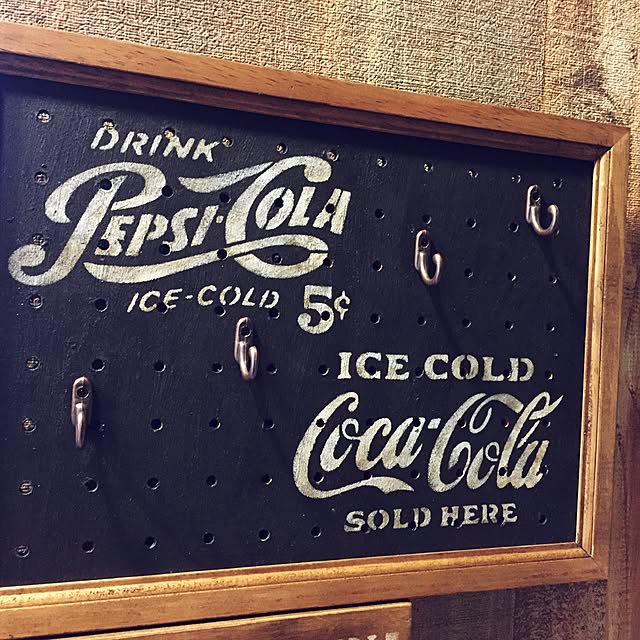 DRINK
PEPSI-COLA
ICE-COLD 5¢
ICE COLD
Coca-Cola
SOLD HERE